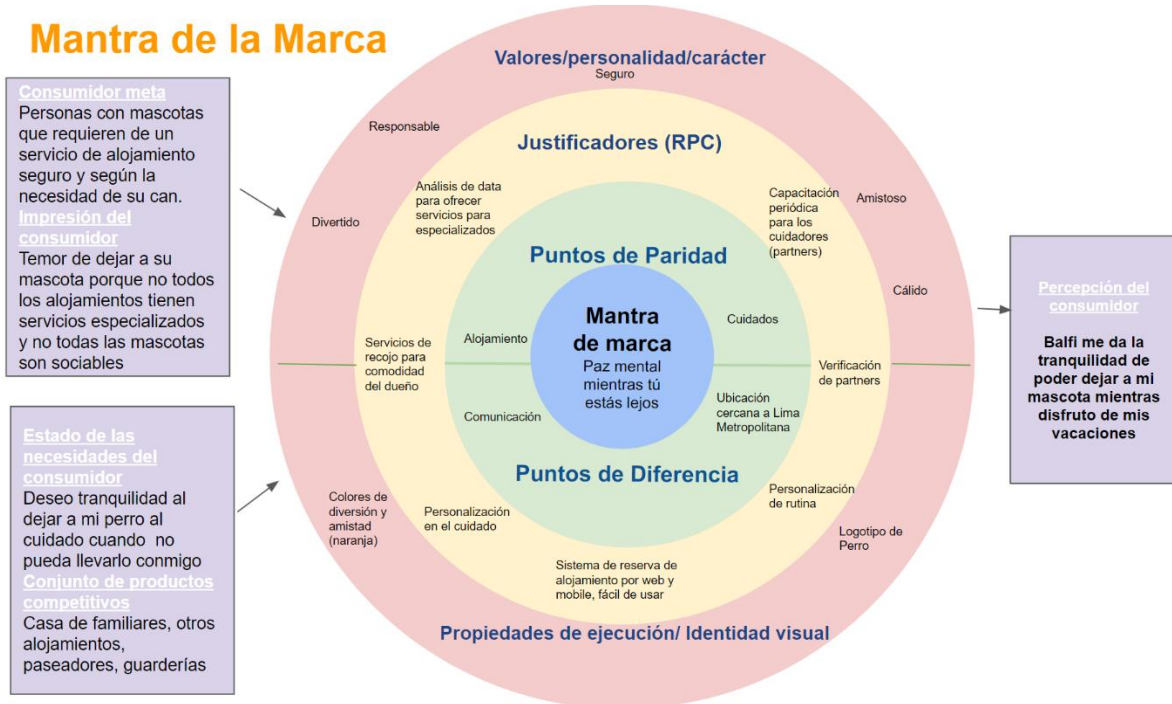 Mantra de la Marca
Consumidor meta
Personas con mascotas
que requieren de un
servicio de alojamiento
seguro y según la
necesidad de su can.
Impresión del
consumidor
Temor de dejar a su
mascota porque no todos
los alojamientos tienen
servicios especializados
y no todas las mascotas
son sociables
Estado de las
necesidades del
consumidor
Deseo tranquilidad al
dejar a mi perro al
cuidado cuando no
pueda llevarlo conmigo
Conjunto de productos
competitivos
Casa de familiares, otros
alojamientos,
paseadores, guarderías
Valores/personalidad/carácter
Seguro
Responsable
Divertido
Amistoso
Cálido
Justificadores (RPC)
Análisis de data
para ofrecer
servicios para
especializados
Capacitación
periódica
para los
cuidadores
(partners)
Puntos de Paridad
Alojamiento
Cuidados
Mantra
de marca
Paz mental
mientras tú
estás lejos
Servicios de
recojo para
comodidad
del dueño
Verificación
de partners
Comunicación
Ubicación
cercana a Lima
Metropolitana
Puntos de Diferencia
Colores de
diversión y
amistad
(naranja)
Personalización
en el cuidado
Personalización
de rutina
Logotipo de
Perro
Sistema de reserva de
alojamiento por web y
mobile, fácil de usar
Propiedades de ejecución/ Identidad visual
Percepción del
consumidor
Balfi me da la
tranquilidad de
poder dejar a mi
mascota mientras
disfruto de mis
vacaciones